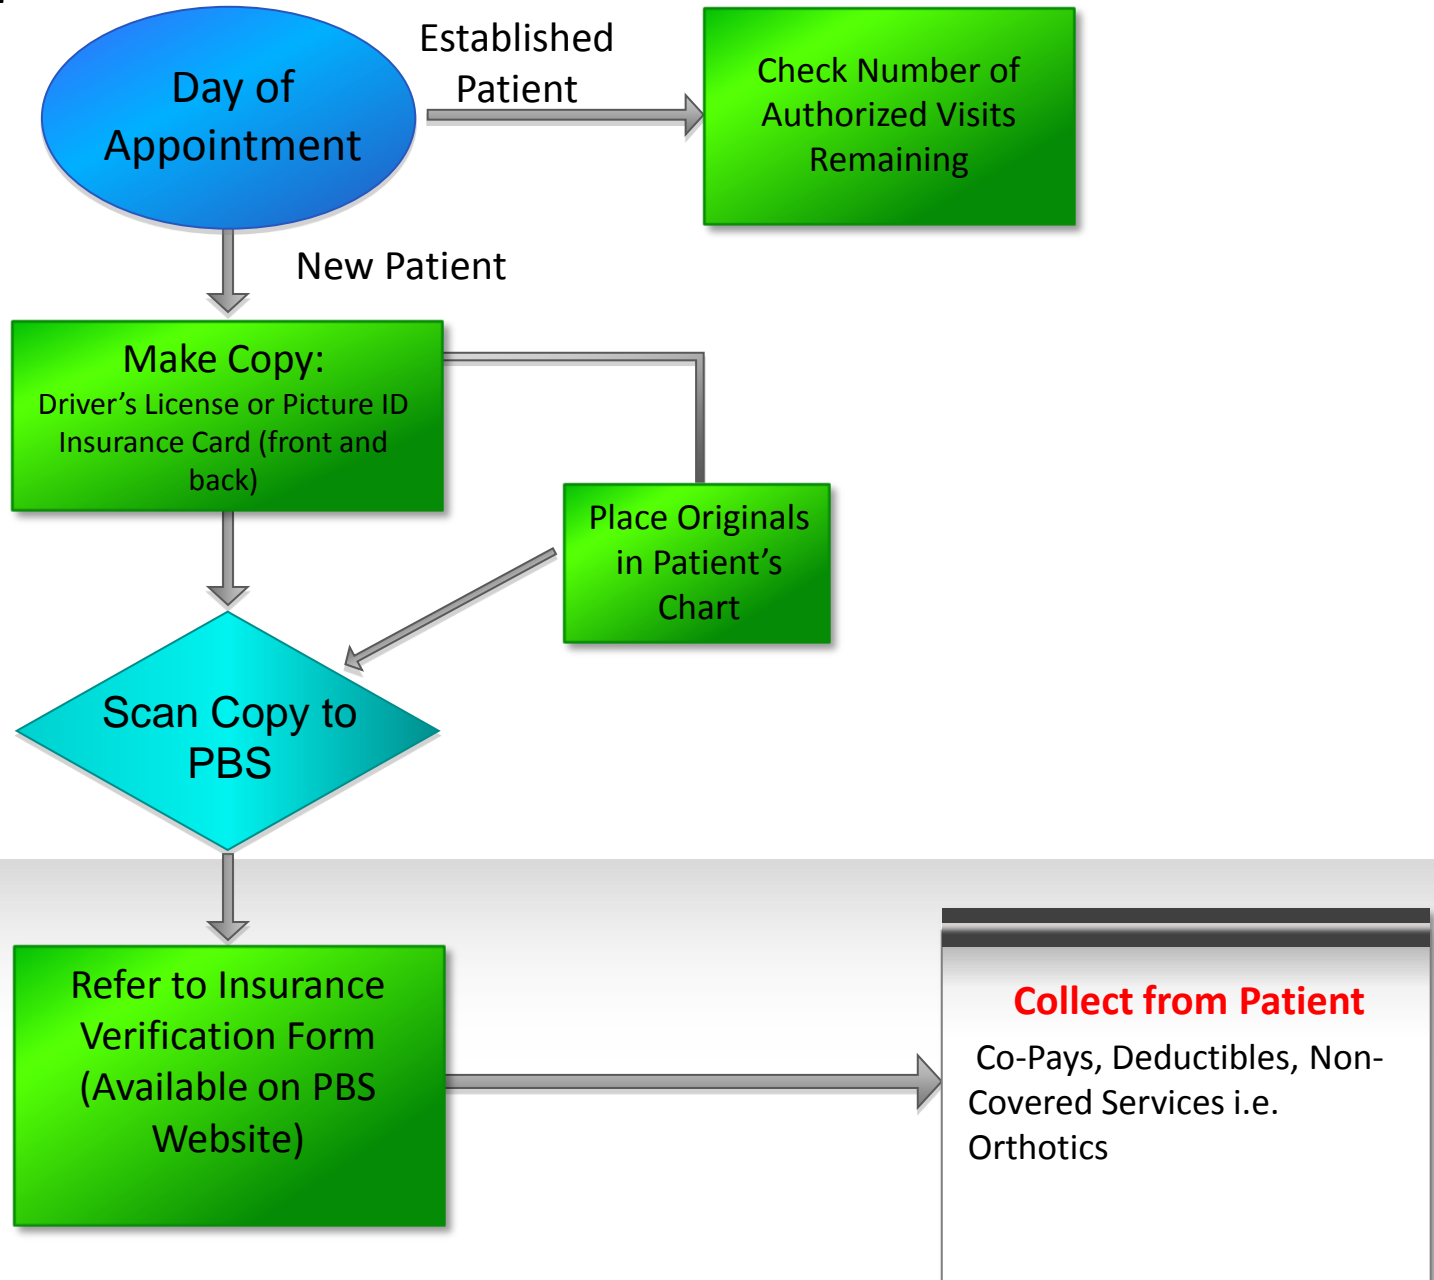 Day of
Appointment
Established
Patient
Check Number of
Authorized Visits
Remaining
New Patient
Make Copy:
Driver’s License or Picture ID
Insurance Card (front and
back)
Place Originals
in Patient’s
Chart
Scan Copy to
PBS
Refer to Insurance
Verification Form
(Available on PBS
Website)
Collect from Patient
Co-Pays, Deductibles, Non-
Covered Services i.e.
Orthotics